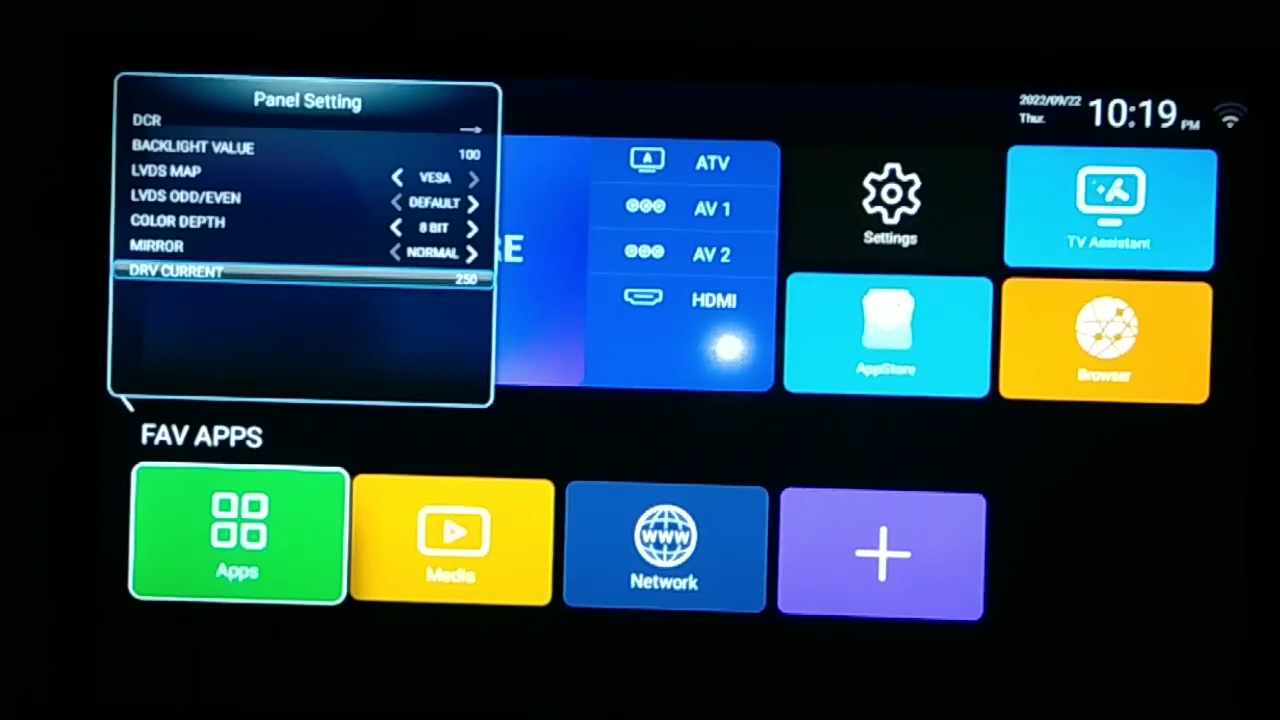 Panel Setting
DCR
BACKLIGHT VALUE 100
LVDS MAP VESA
LVDS ODD/EVEN DEFAULT
COLOR DEPTH 8 BIT
MIRROR NORMAL
DRV CURRENT 250
RE
A ATV
AV 1
AV 2
HDMI
2022/09/22
Thur.
10:19 PM
Settings
TV Assistant
AppStore
Browser
FAV APPS
Apps
Media
WWW
Network